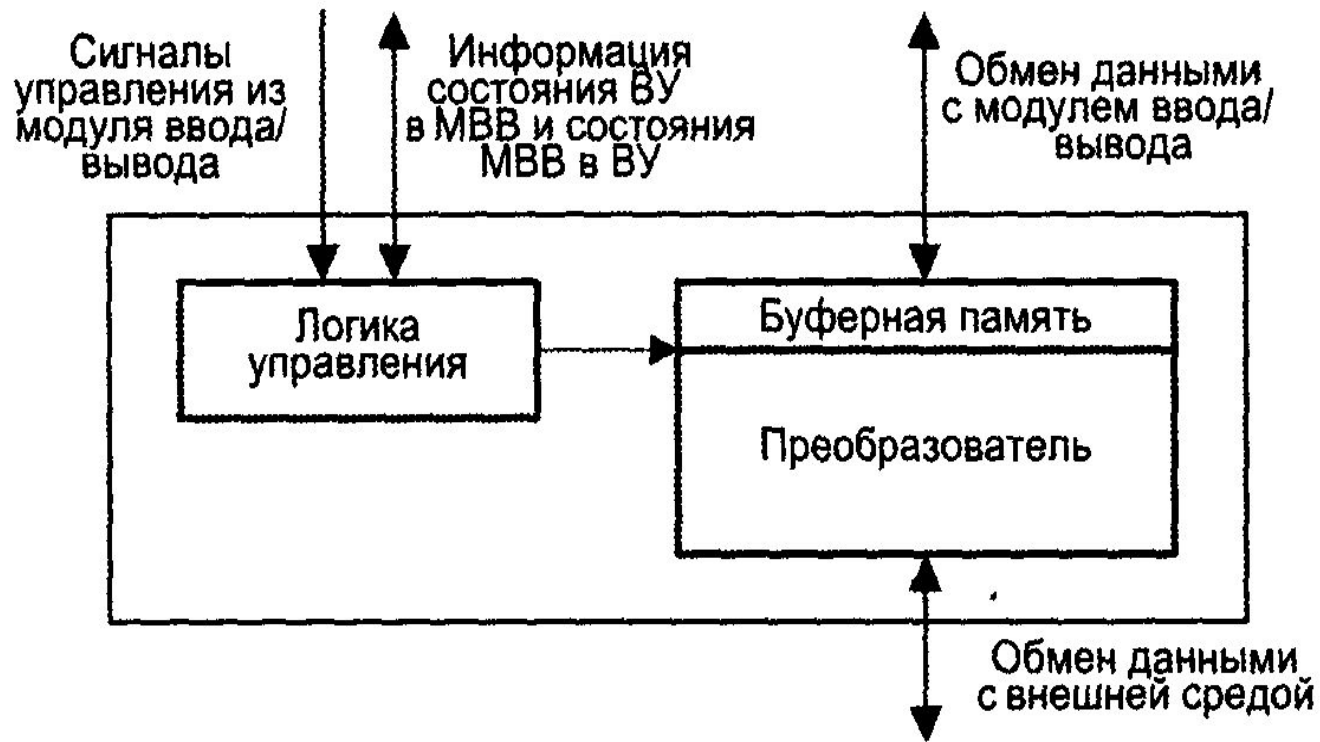 Сигналы
управления из
модуля ввода/
вывода
Информация
состояния ВУ
в МВВ и состояния
МВВ в ВУ
Обмен данными
с модулем ввода/
вывода
Логика
управления
Буферная память
Преобразователь
Обмен данными
с внешней средой